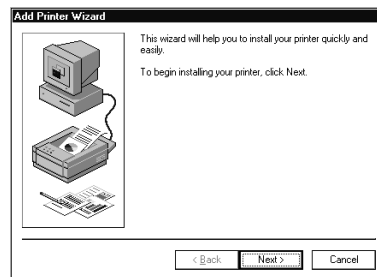 Add Printer Wizard
This wizard will help you to install your printer quickly and
easily.
To begin installing your printer, click Next.
< Back
Next >
Cancel